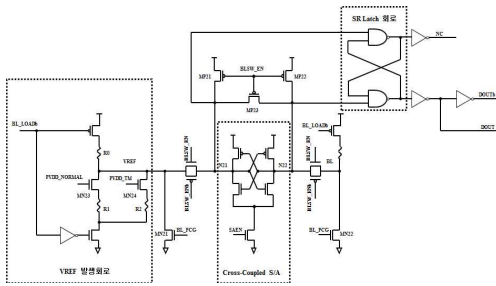 SR Latch 회로
NC
BLSW_EN
MP21
MP22
MP23
DOUTb
DOUT
BL_LOADb
BL_LOADb
R0
VREF
BLSW_EN
BLSW_EN
N21
N22
BL
PVDD_NORMAL
PVDD_TM
MN23
MN24
BLSW_ENb
BLSW_ENb
R1
R2
BL_PCG
MN21
SAEN
BL_PCG
MN22
VREF 발생회로
Cross-Coupled S/A